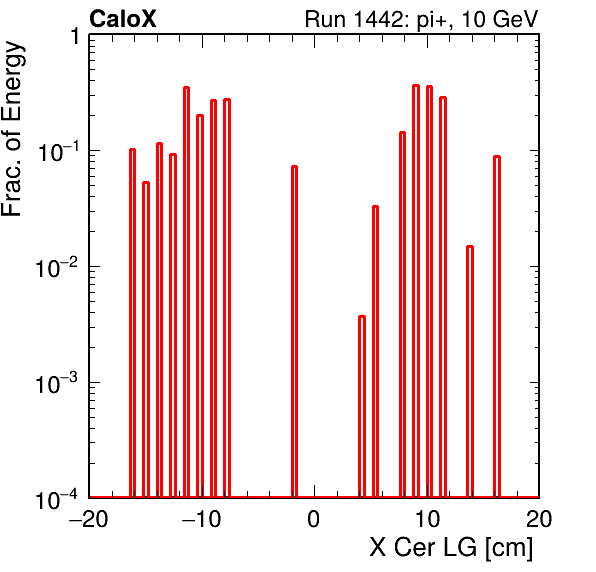 CaloX Run 1442: pi+, 10 GeV
Frac. of Energy
1
10⁻¹
10⁻²
10⁻³
10⁻⁴
−20 −10 0 10 20
X Cer LG [cm]